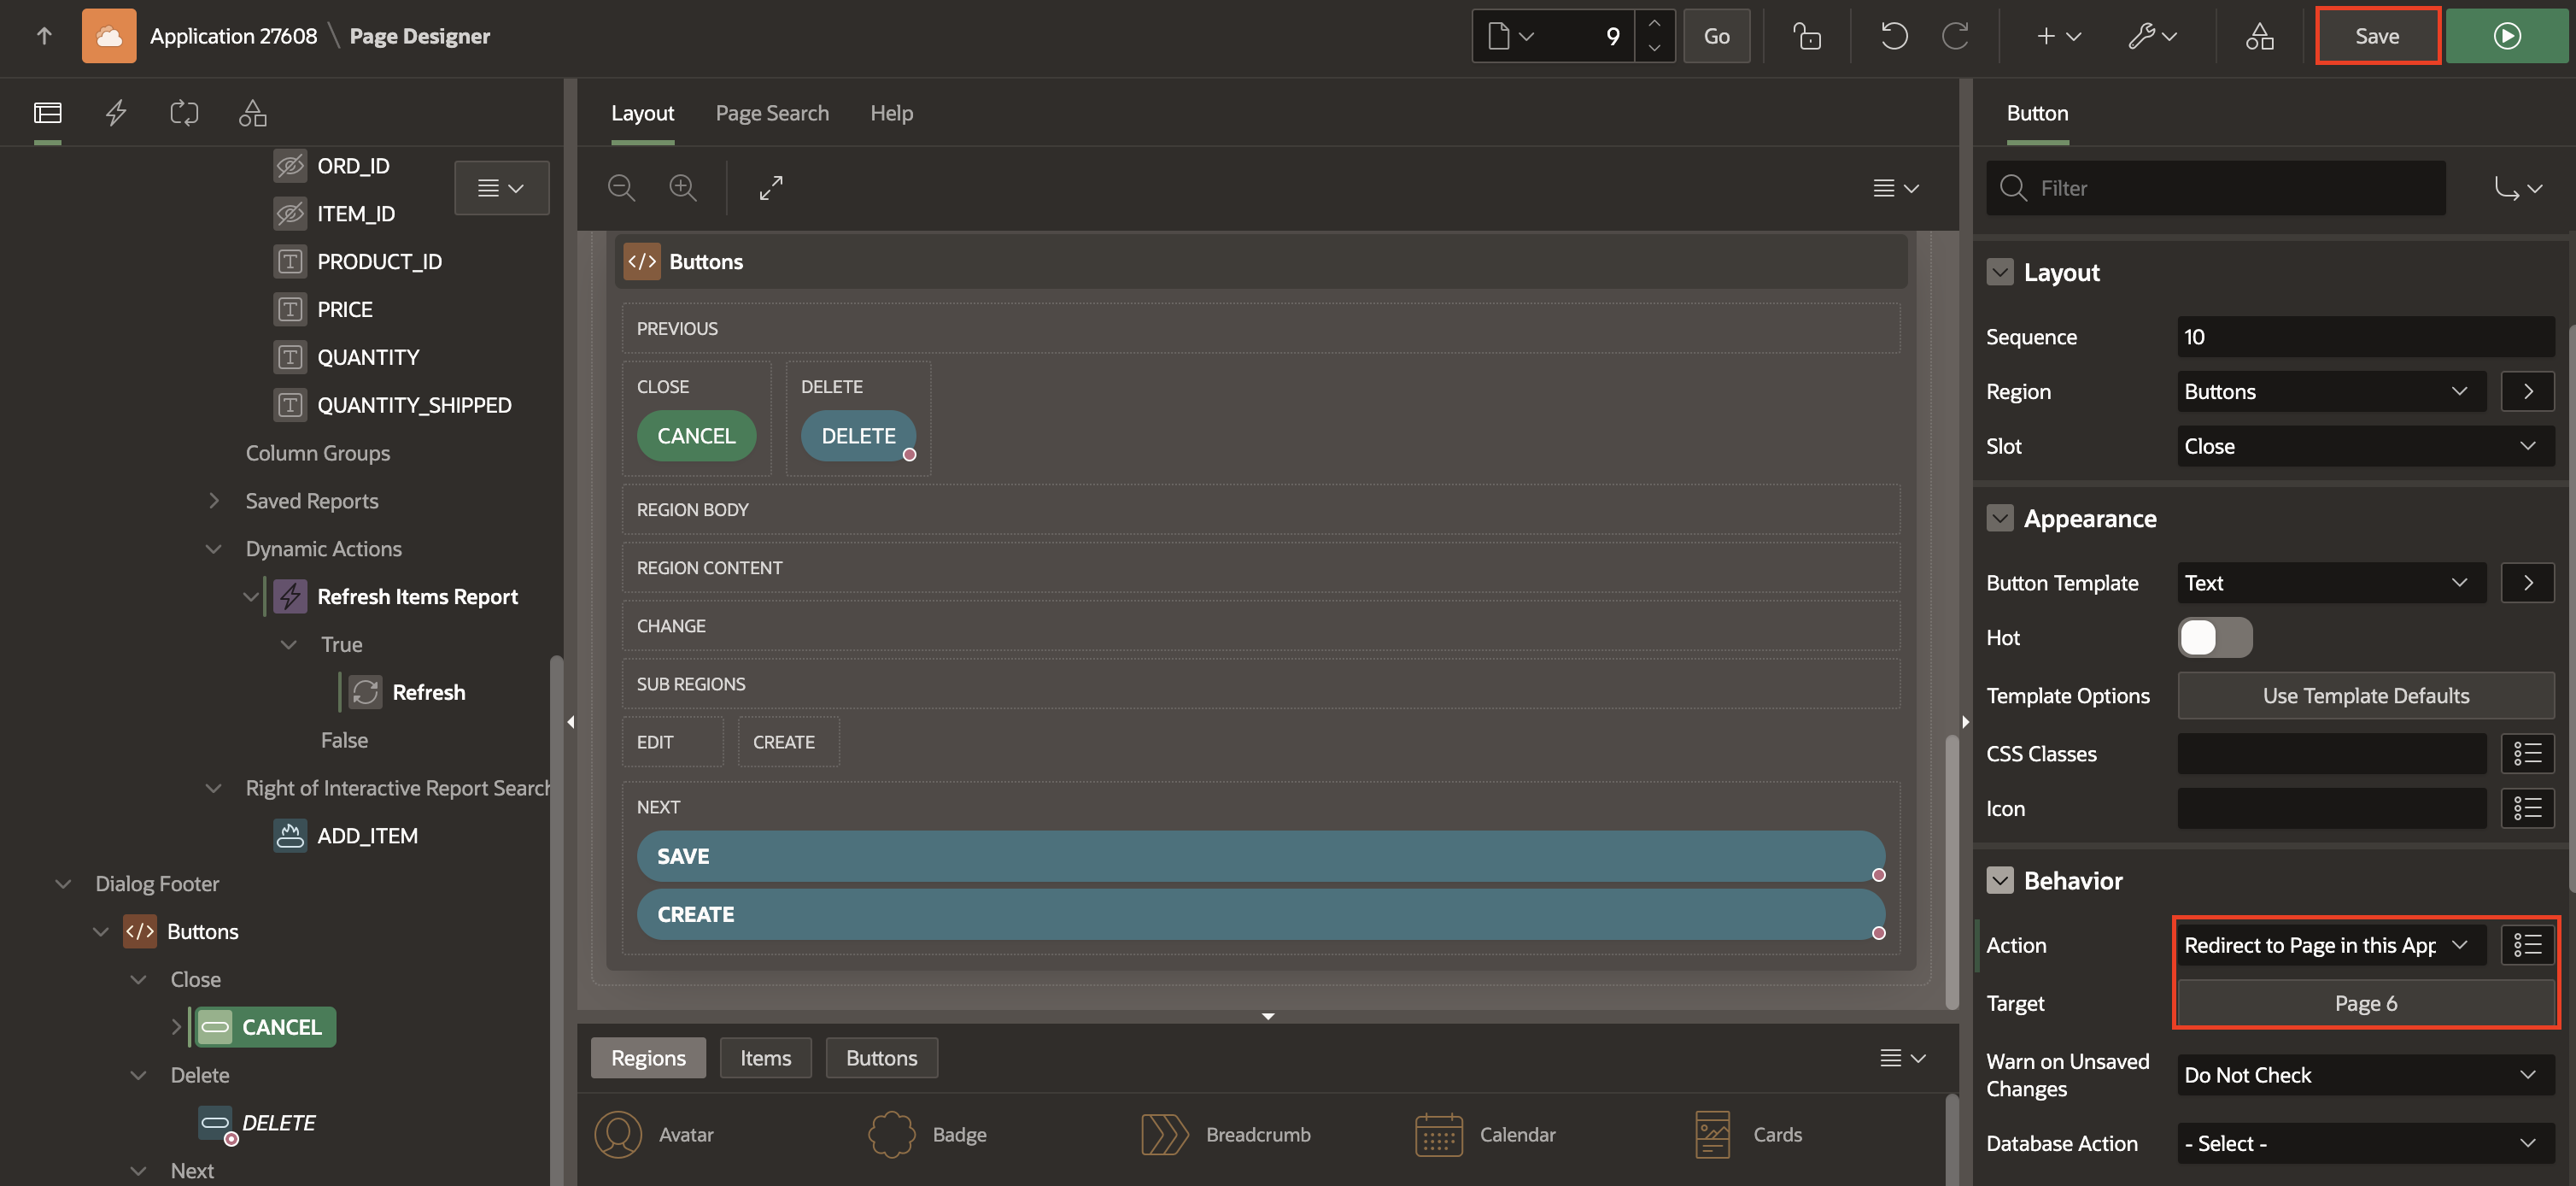 Application 27608 \ Page Designer
9
Go
Save
Layout
Page Search
Help
Button
ORD_ID
ITEM_ID
PRODUCT_ID
PRICE
QUANTITY
QUANTITY_SHIPPED
Column Groups
Saved Reports
Dynamic Actions
Refresh Items Report
True
Refresh
False
Right of Interactive Report Search
ADD_ITEM
Dialog Footer
Buttons
Close
CANCEL
Delete
DELETE
Next
Buttons
PREVIOUS
CLOSE
DELETE
CANCEL
DELETE
REGION BODY
REGION CONTENT
CHANGE
SUB REGIONS
EDIT
CREATE
NEXT
SAVE
CREATE
Regions
Items
Buttons
Avatar
Badge
Breadcrumb
Calendar
Cards
Filter
Layout
Sequence
10
Region
Buttons
Slot
Close
Appearance
Button Template
Text
Hot
Template Options
Use Template Defaults
CSS Classes
Icon
Behavior
Action
Redirect to Page in this App
Target
Page 6
Warn on Unsaved
Changes
Do Not Check
Database Action
- Select -